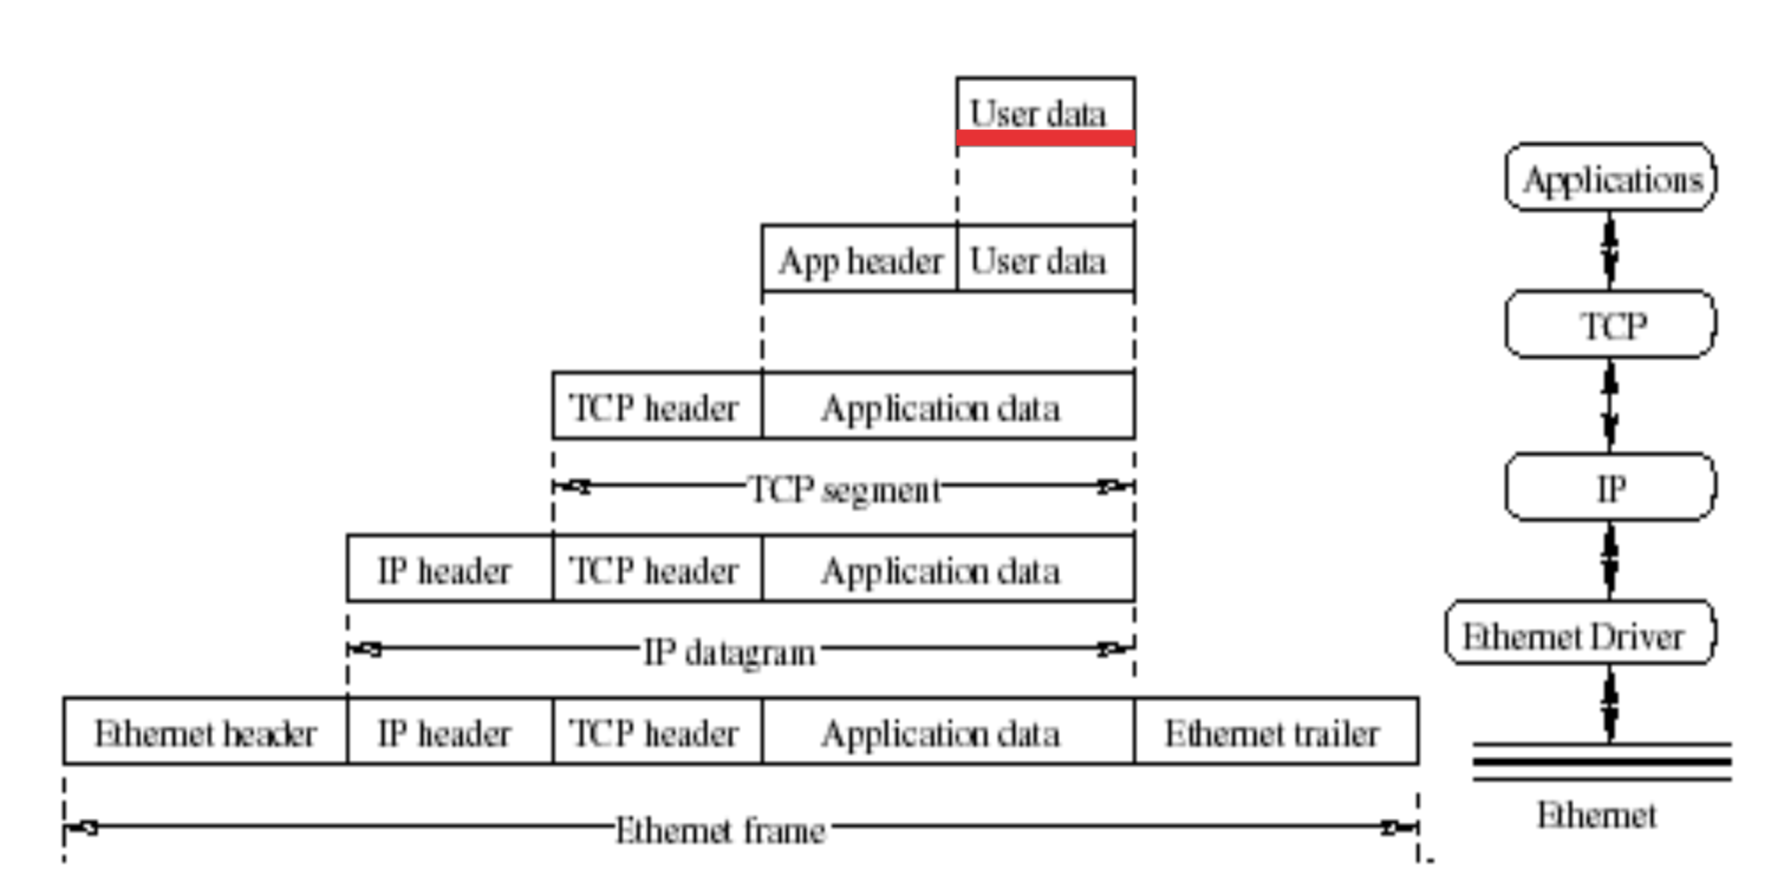 User data
Applications
App header User data
TCP
TCP header Application data
TCP segment
IP
IP header TCP header Application data
IP datagram
Ethernet Driver
Ethernet header IP header TCP header Application data Ethernet trailer
Ethernet
Ethernet frame